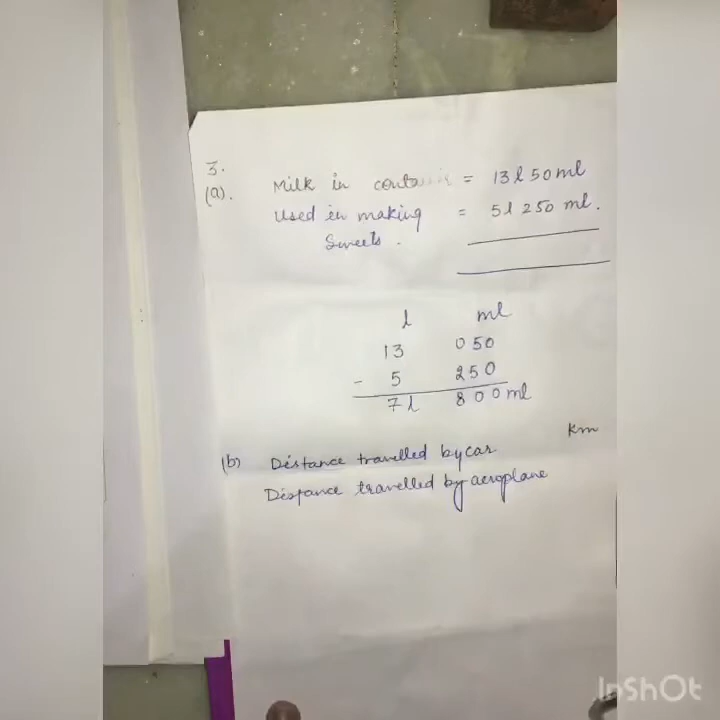 3.
(a). Milk in = 13 l 50 ml
Used in making = 5 l 250 ml.
Sweets.
l ml
13 050
- 5 250
7 l 800 ml
km
(b) Distance travelled by car
Distance travelled by aeroplane
InShOt